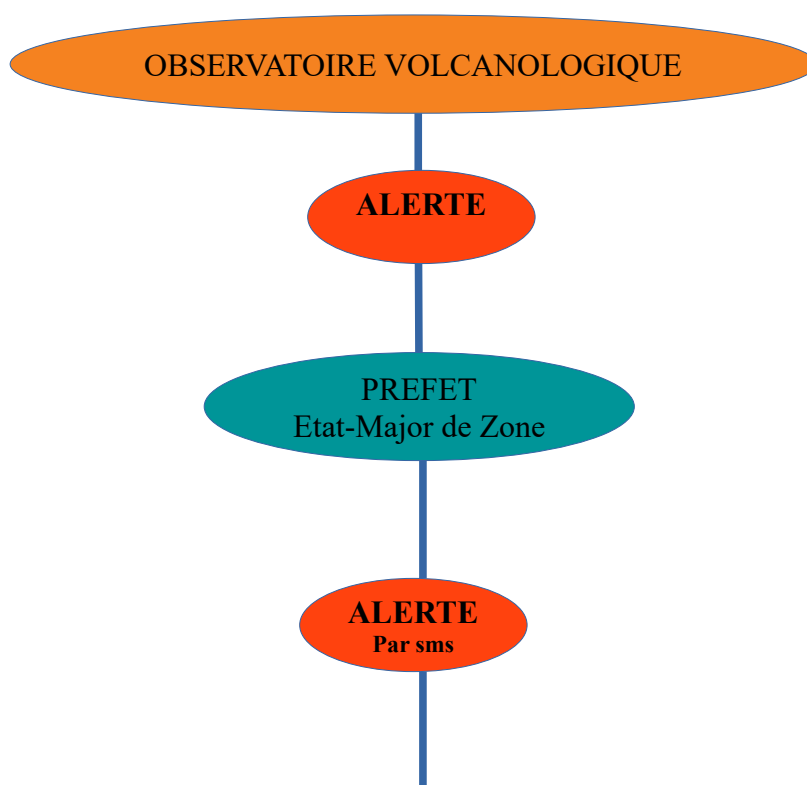 OBSERVATOIRE VOLCANOLOGIQUE
ALERTE
PREFET
Etat-Major de Zone
ALERTE
Par sms